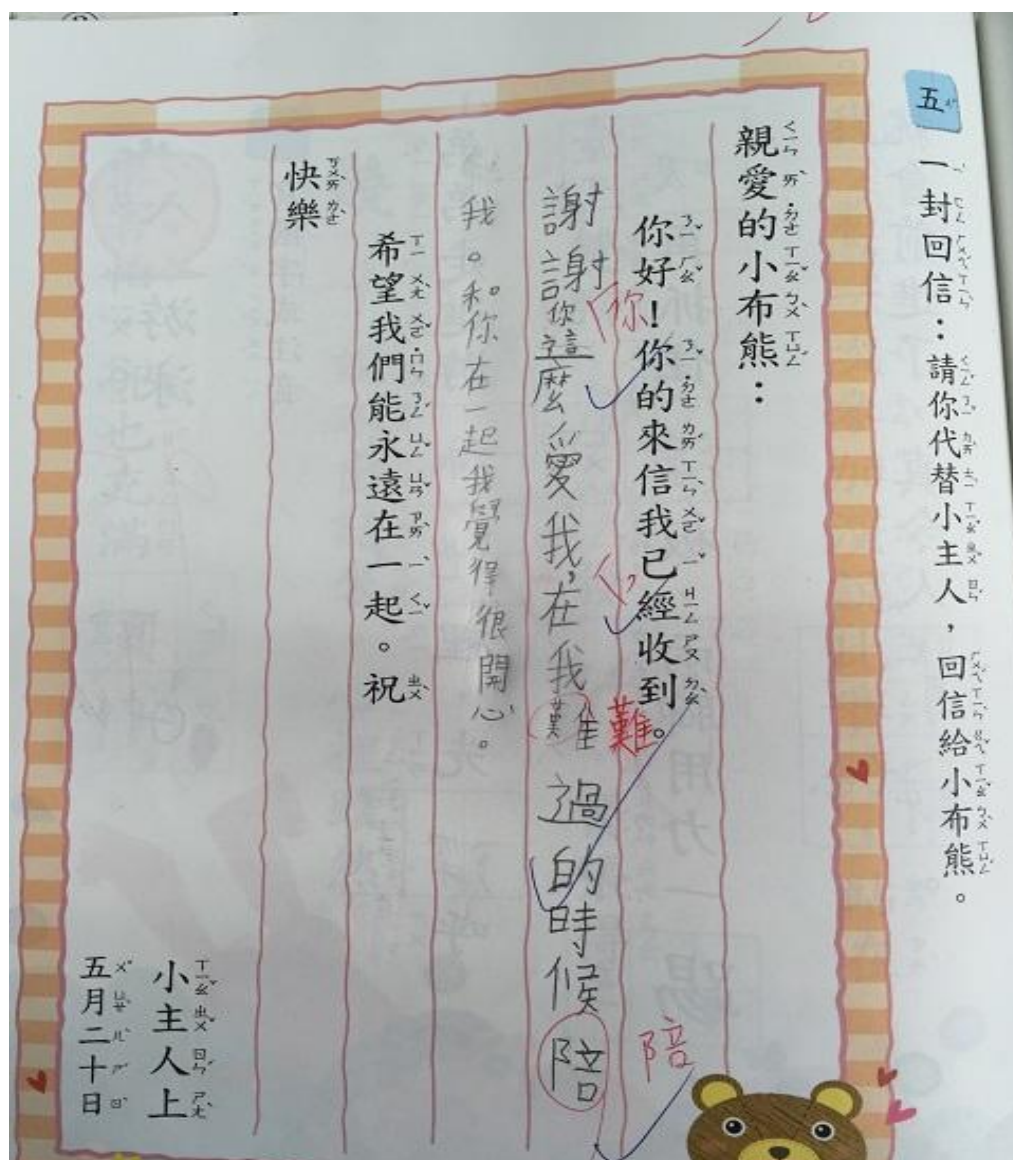 五
一封回信：請你代替小主人，回信給小布熊。
親愛的小布熊：
你好！你的來信我已經收到。
你
，
難
陪
謝謝你這麼愛我，在我難過的時候陪
我。和你在一起我覺得很開心。
希望我們能永遠在一起。祝
快樂
小主人上
五月二十日